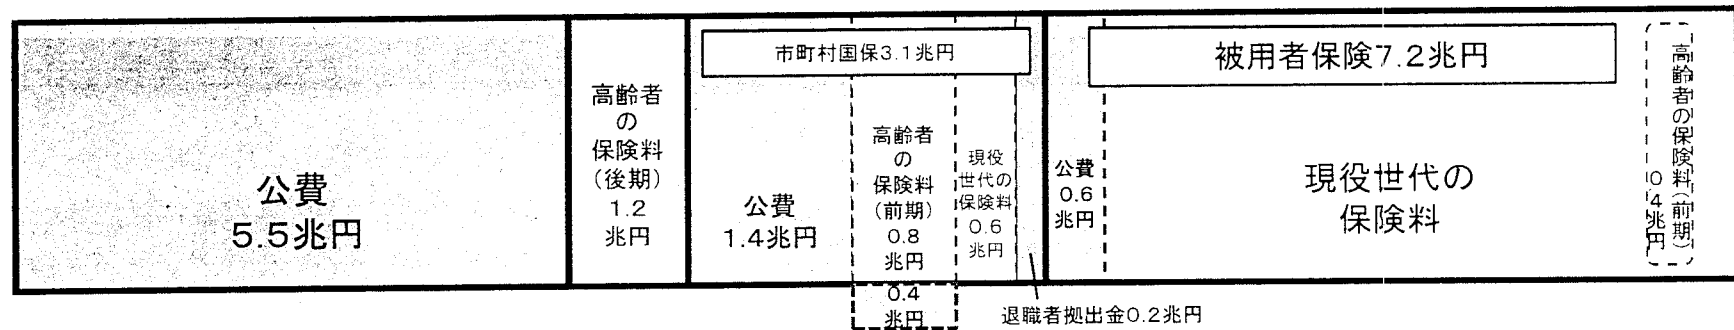 公費
5.5兆円
高齢者
の
保険料
(後期)
1.2
兆円
市町村国保3.1兆円
公費
1.4兆円
高齢者
の
保険料
(前期)
0.8
兆円
0.4
兆円
現役
世代の
保険料
0.6
兆円
退職者拠出金0.2兆円
被用者保険7.2兆円
公費
0.6
兆円
現役世代の
保険料
高齢者の保険料(前期)
0.4兆円